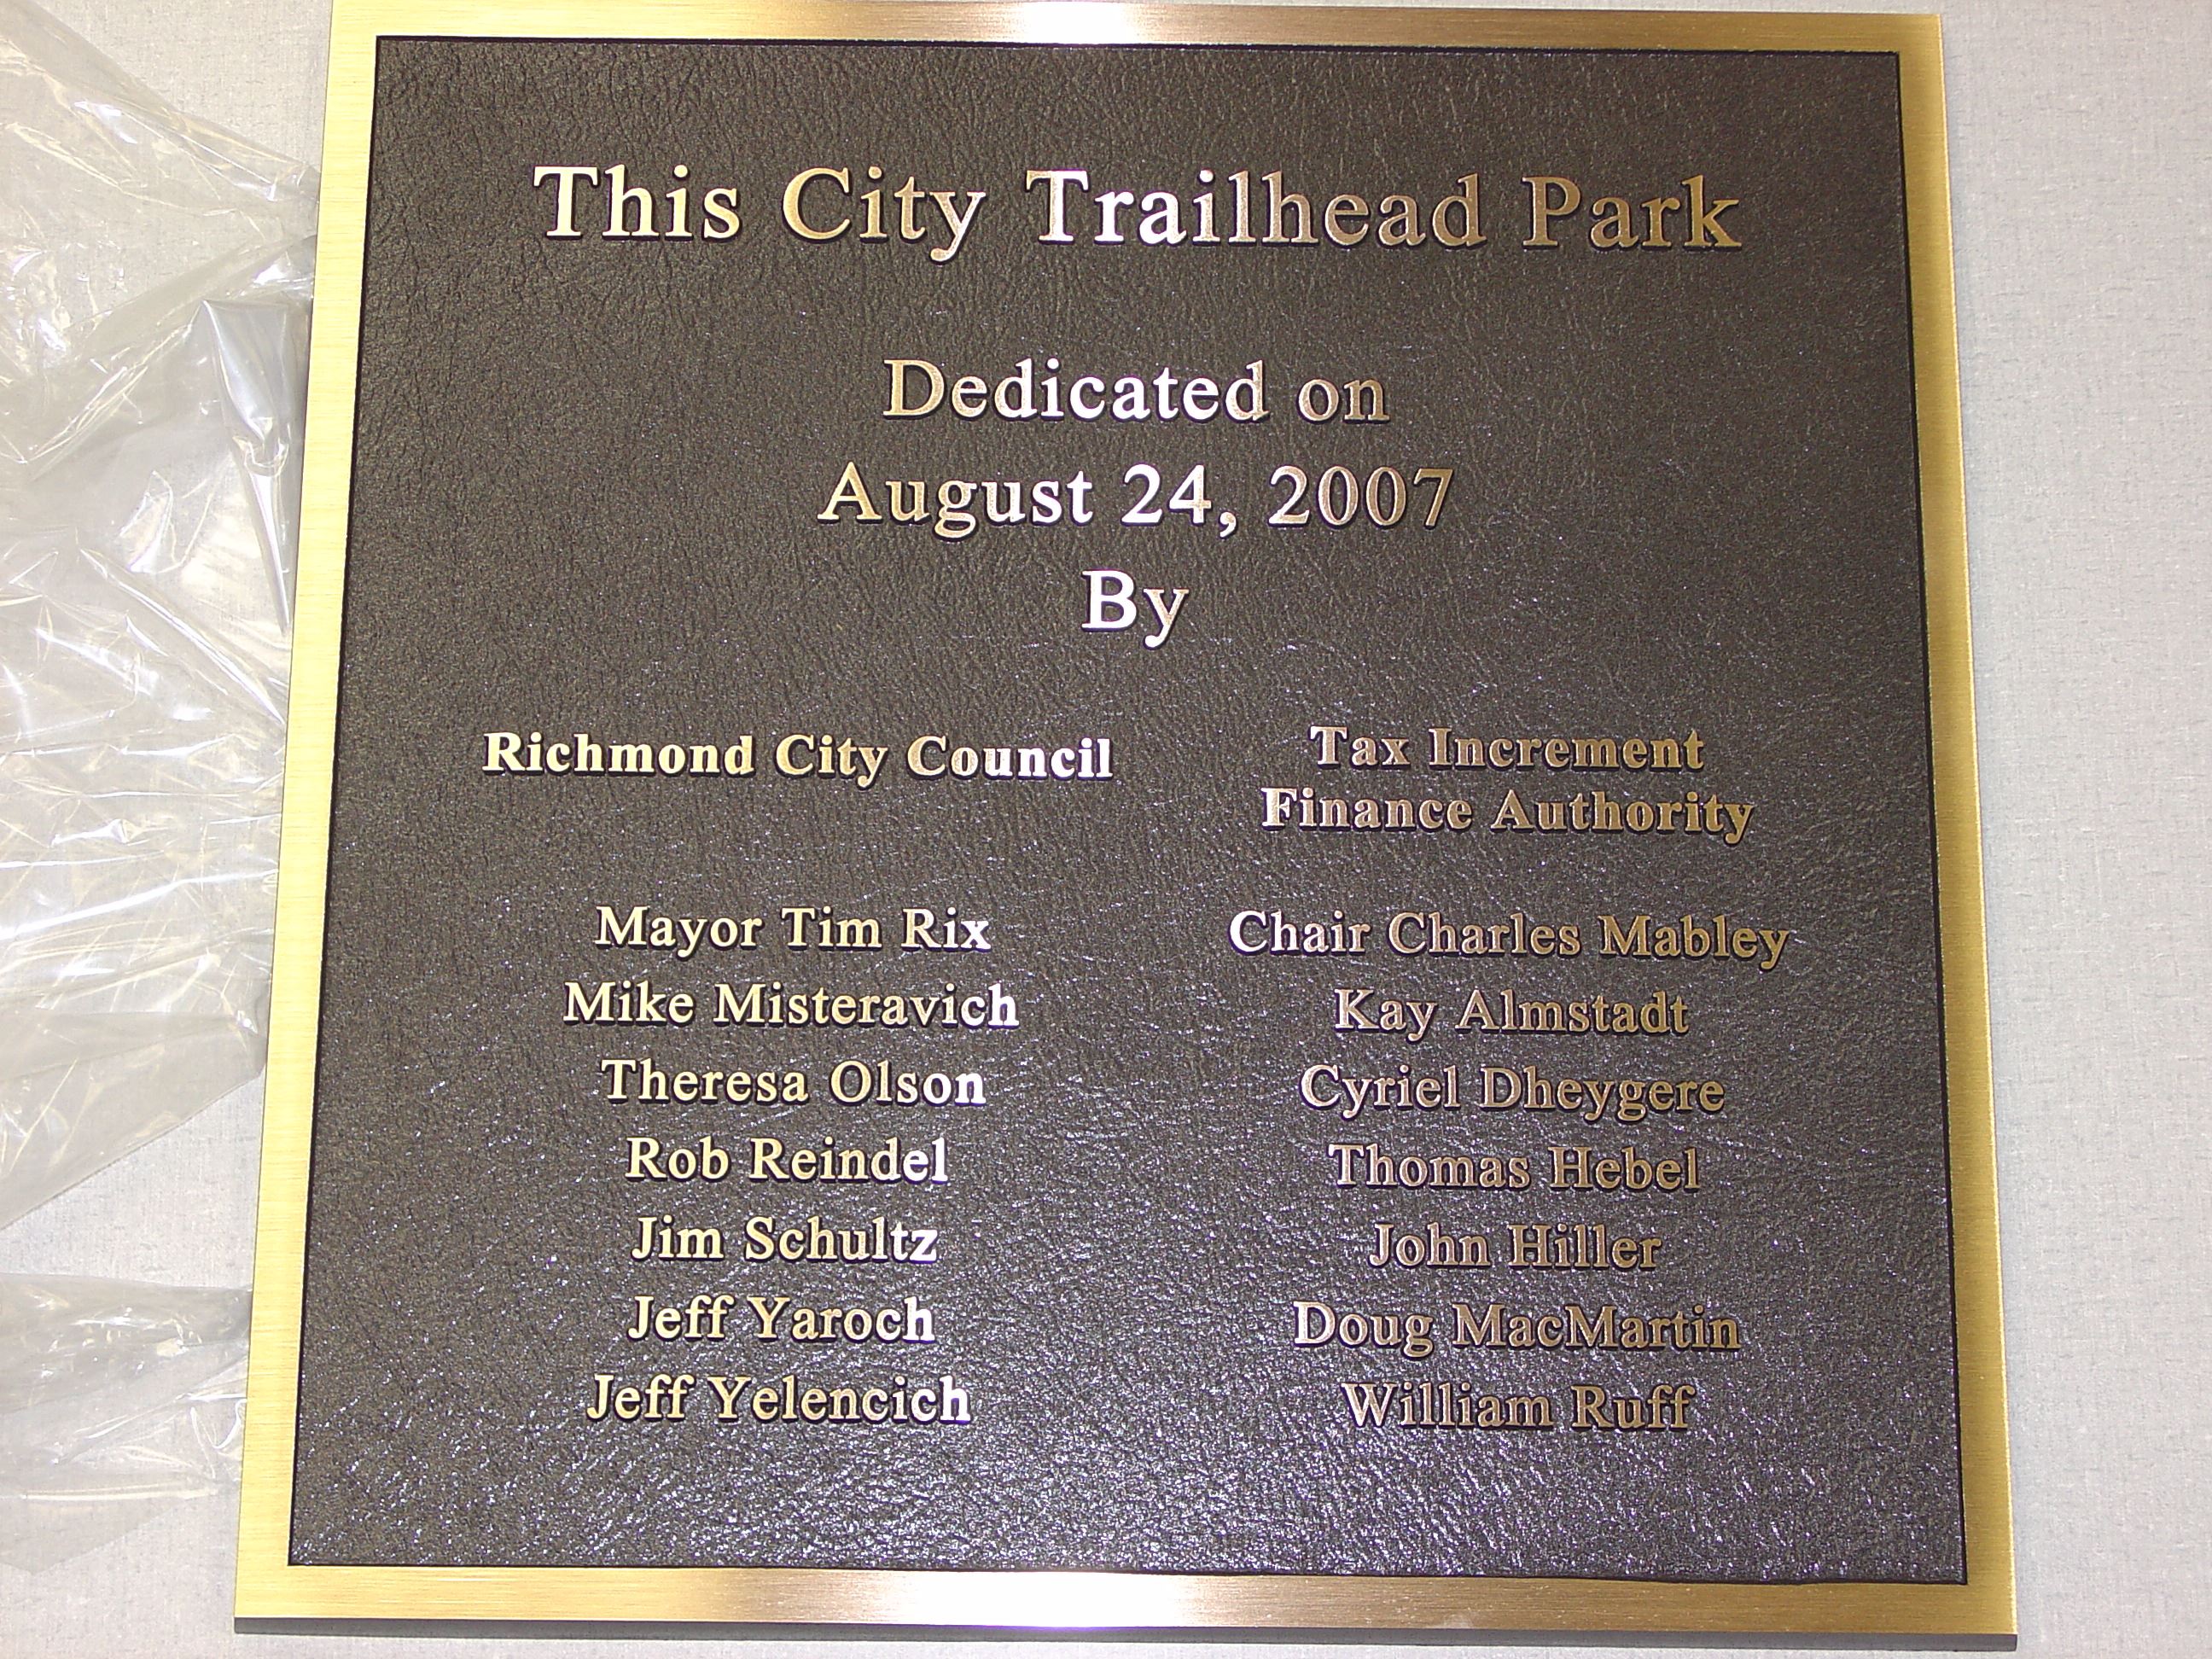 This City Trailhead Park
Dedicated on
August 24, 2007
By
Richmond City Council
Mayor Tim Rix
Mike Misteravich
Theresa Olson
Rob Reindel
Jim Schultz
Jeff Yaroch
Jeff Yelencich
Tax Increment
Finance Authority
Chair Charles Mabley
Kay Almstadt
Cyriel Dheygere
Thomas Hebel
John Hiller
Doug MacMartin
William Ruff